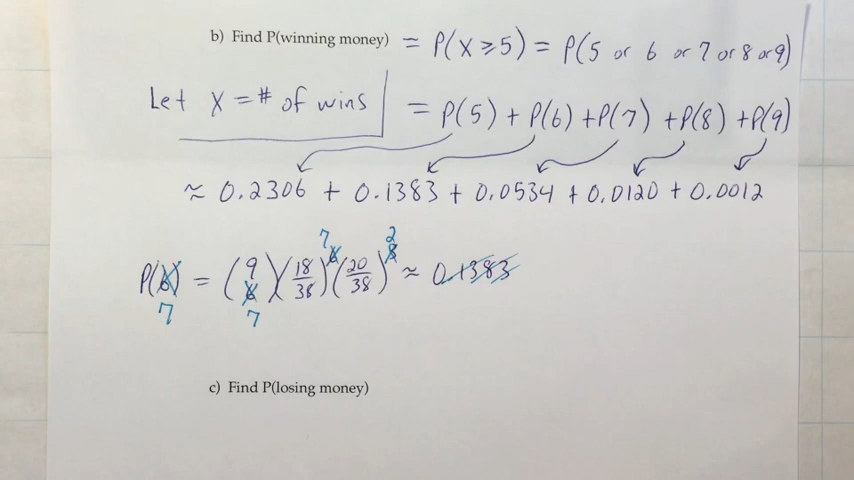 b) Find P(winning money) = P(X ≥ 5) = P(5 or 6 or 7 or 8 or 9)
Let X = # of wins = P(5) + P(6) + P(7) + P(8) + P(9)
≈ 0.2306 + 0.1383 + 0.0534 + 0.0120 + 0.0012
7 2
P(6) = (9 6)(18/38)^6 (20/38)^3 ≈ 0.1383
7 7
c) Find P(losing money)